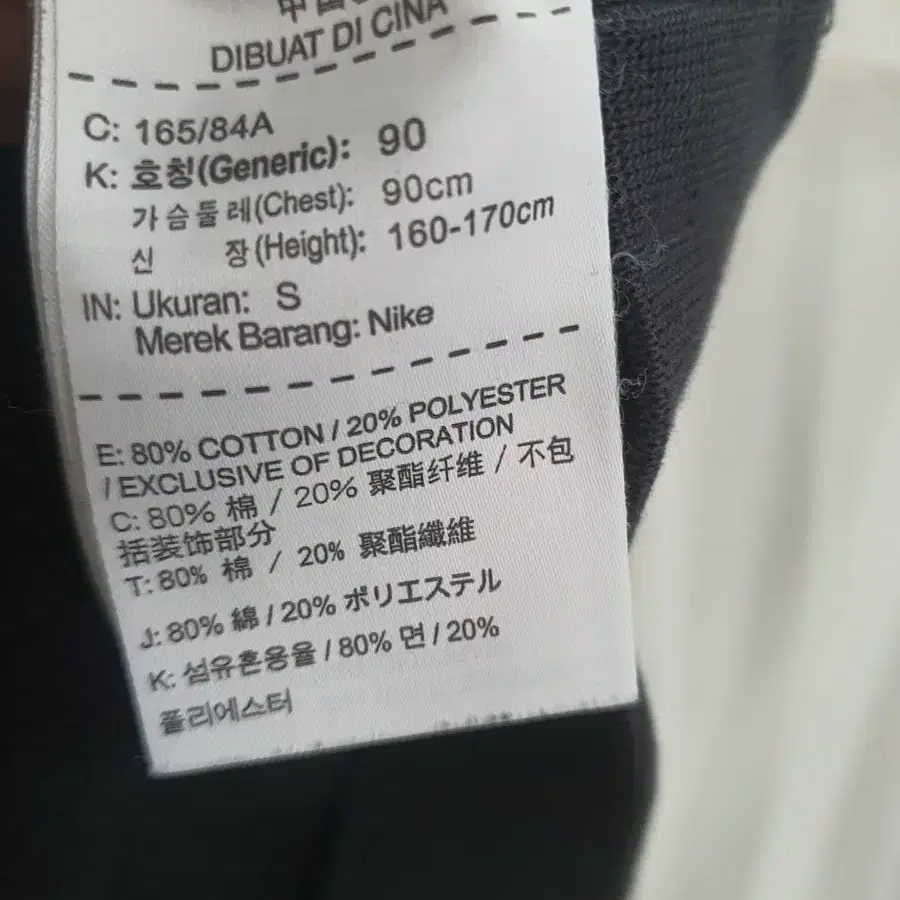 DIBUAT DI CINA
C: 165/84A
K: 호칭(Generic): 90
가슴둘레(Chest): 90cm
신 장(Height): 160-170cm
IN: Ukuran: S
Merek Barang: Nike
E: 80% COTTON / 20% POLYESTER
/ EXCLUSIVE OF DECORATION
C: 80% 棉 / 20% 聚酯纤维 / 不包
括装饰部分
T: 80% 棉 / 20% 聚酯纖維
J: 80% 綿 / 20% ポリエステル
K: 섬유혼용율 / 80% 면 / 20%
폴리에스터